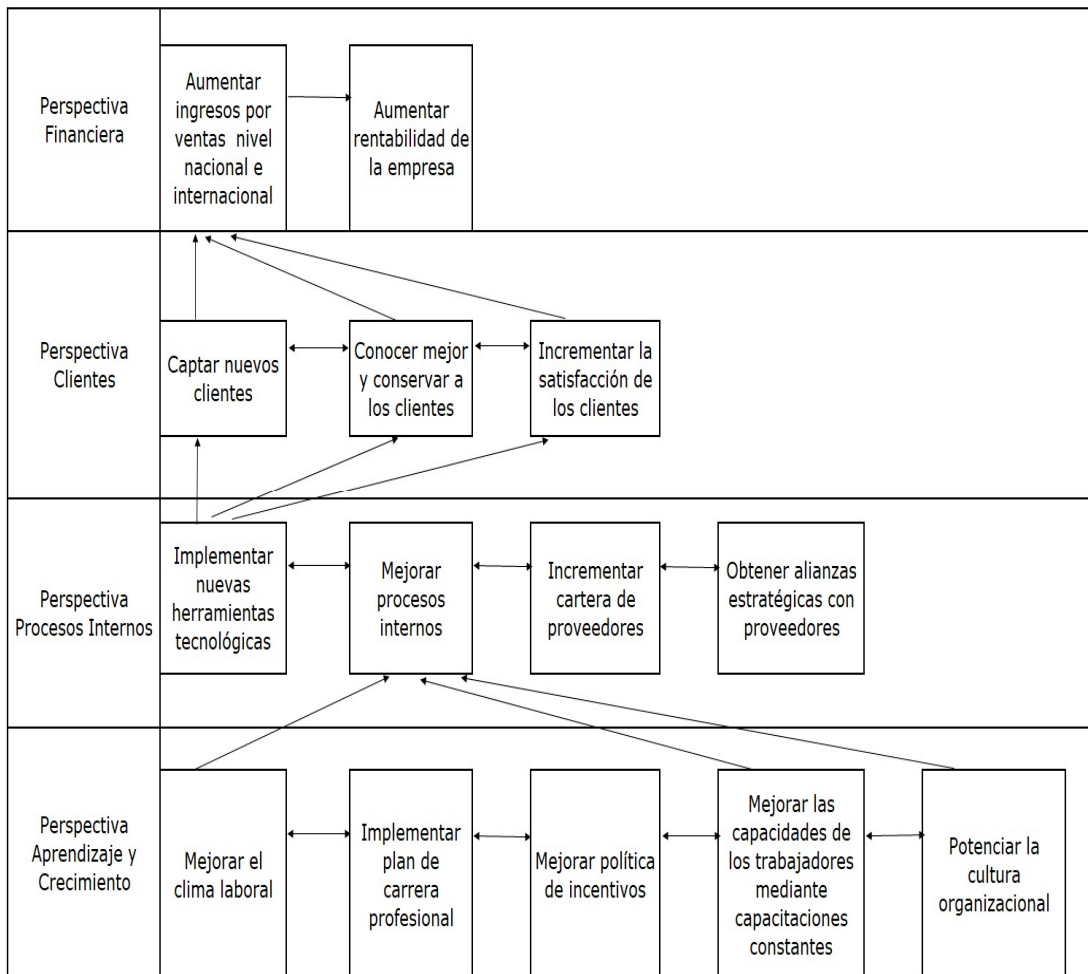 Perspectiva
Financiera
Aumentar
ingresos por
ventas nivel
nacional e
internacional
Aumentar
rentabilidad de
la empresa
Perspectiva
Clientes
Captar nuevos
clientes
Conocer mejor
y conservar a
los clientes
Incrementar la
satisfacción de
los clientes
Perspectiva
Procesos Internos
Implementar
nuevas
herramientas
tecnológicas
Mejorar
procesos
internos
Incrementar
cartera de
proveedores
Obtener alianzas
estratégicas con
proveedores
Perspectiva
Aprendizaje y
Crecimiento
Mejorar el
clima laboral
Implementar
plan de
carrera
profesional
Mejorar política
de incentivos
Mejorar las
capacidades de
los trabajadores
mediante
capacitaciones
constantes
Potenciar la
cultura
organizacional